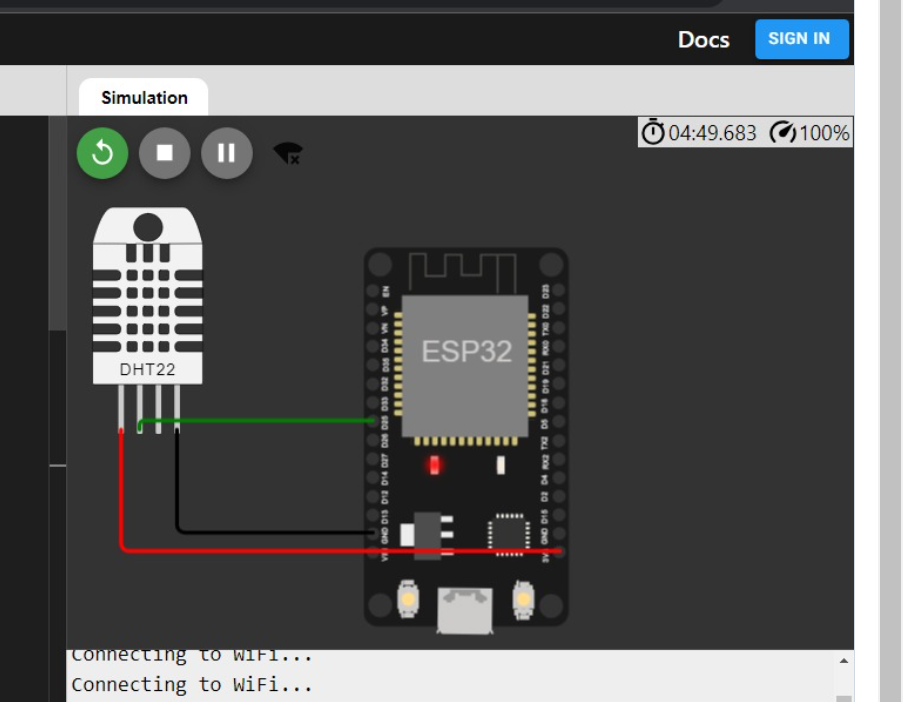 Docs SIGN IN
Simulation
04:49.683 100%
DHT22
ESP32
EN
VP
VN
D34
D35
D32
D33
D25
D26
D27
D14
D12
D13
GND
D23
D22
TX0
RX0
D21
D19
D18
D5
TX2
RX2
D4
D2
D15
GND
3V
Connecting to WiFi...
Connecting to WiFi...